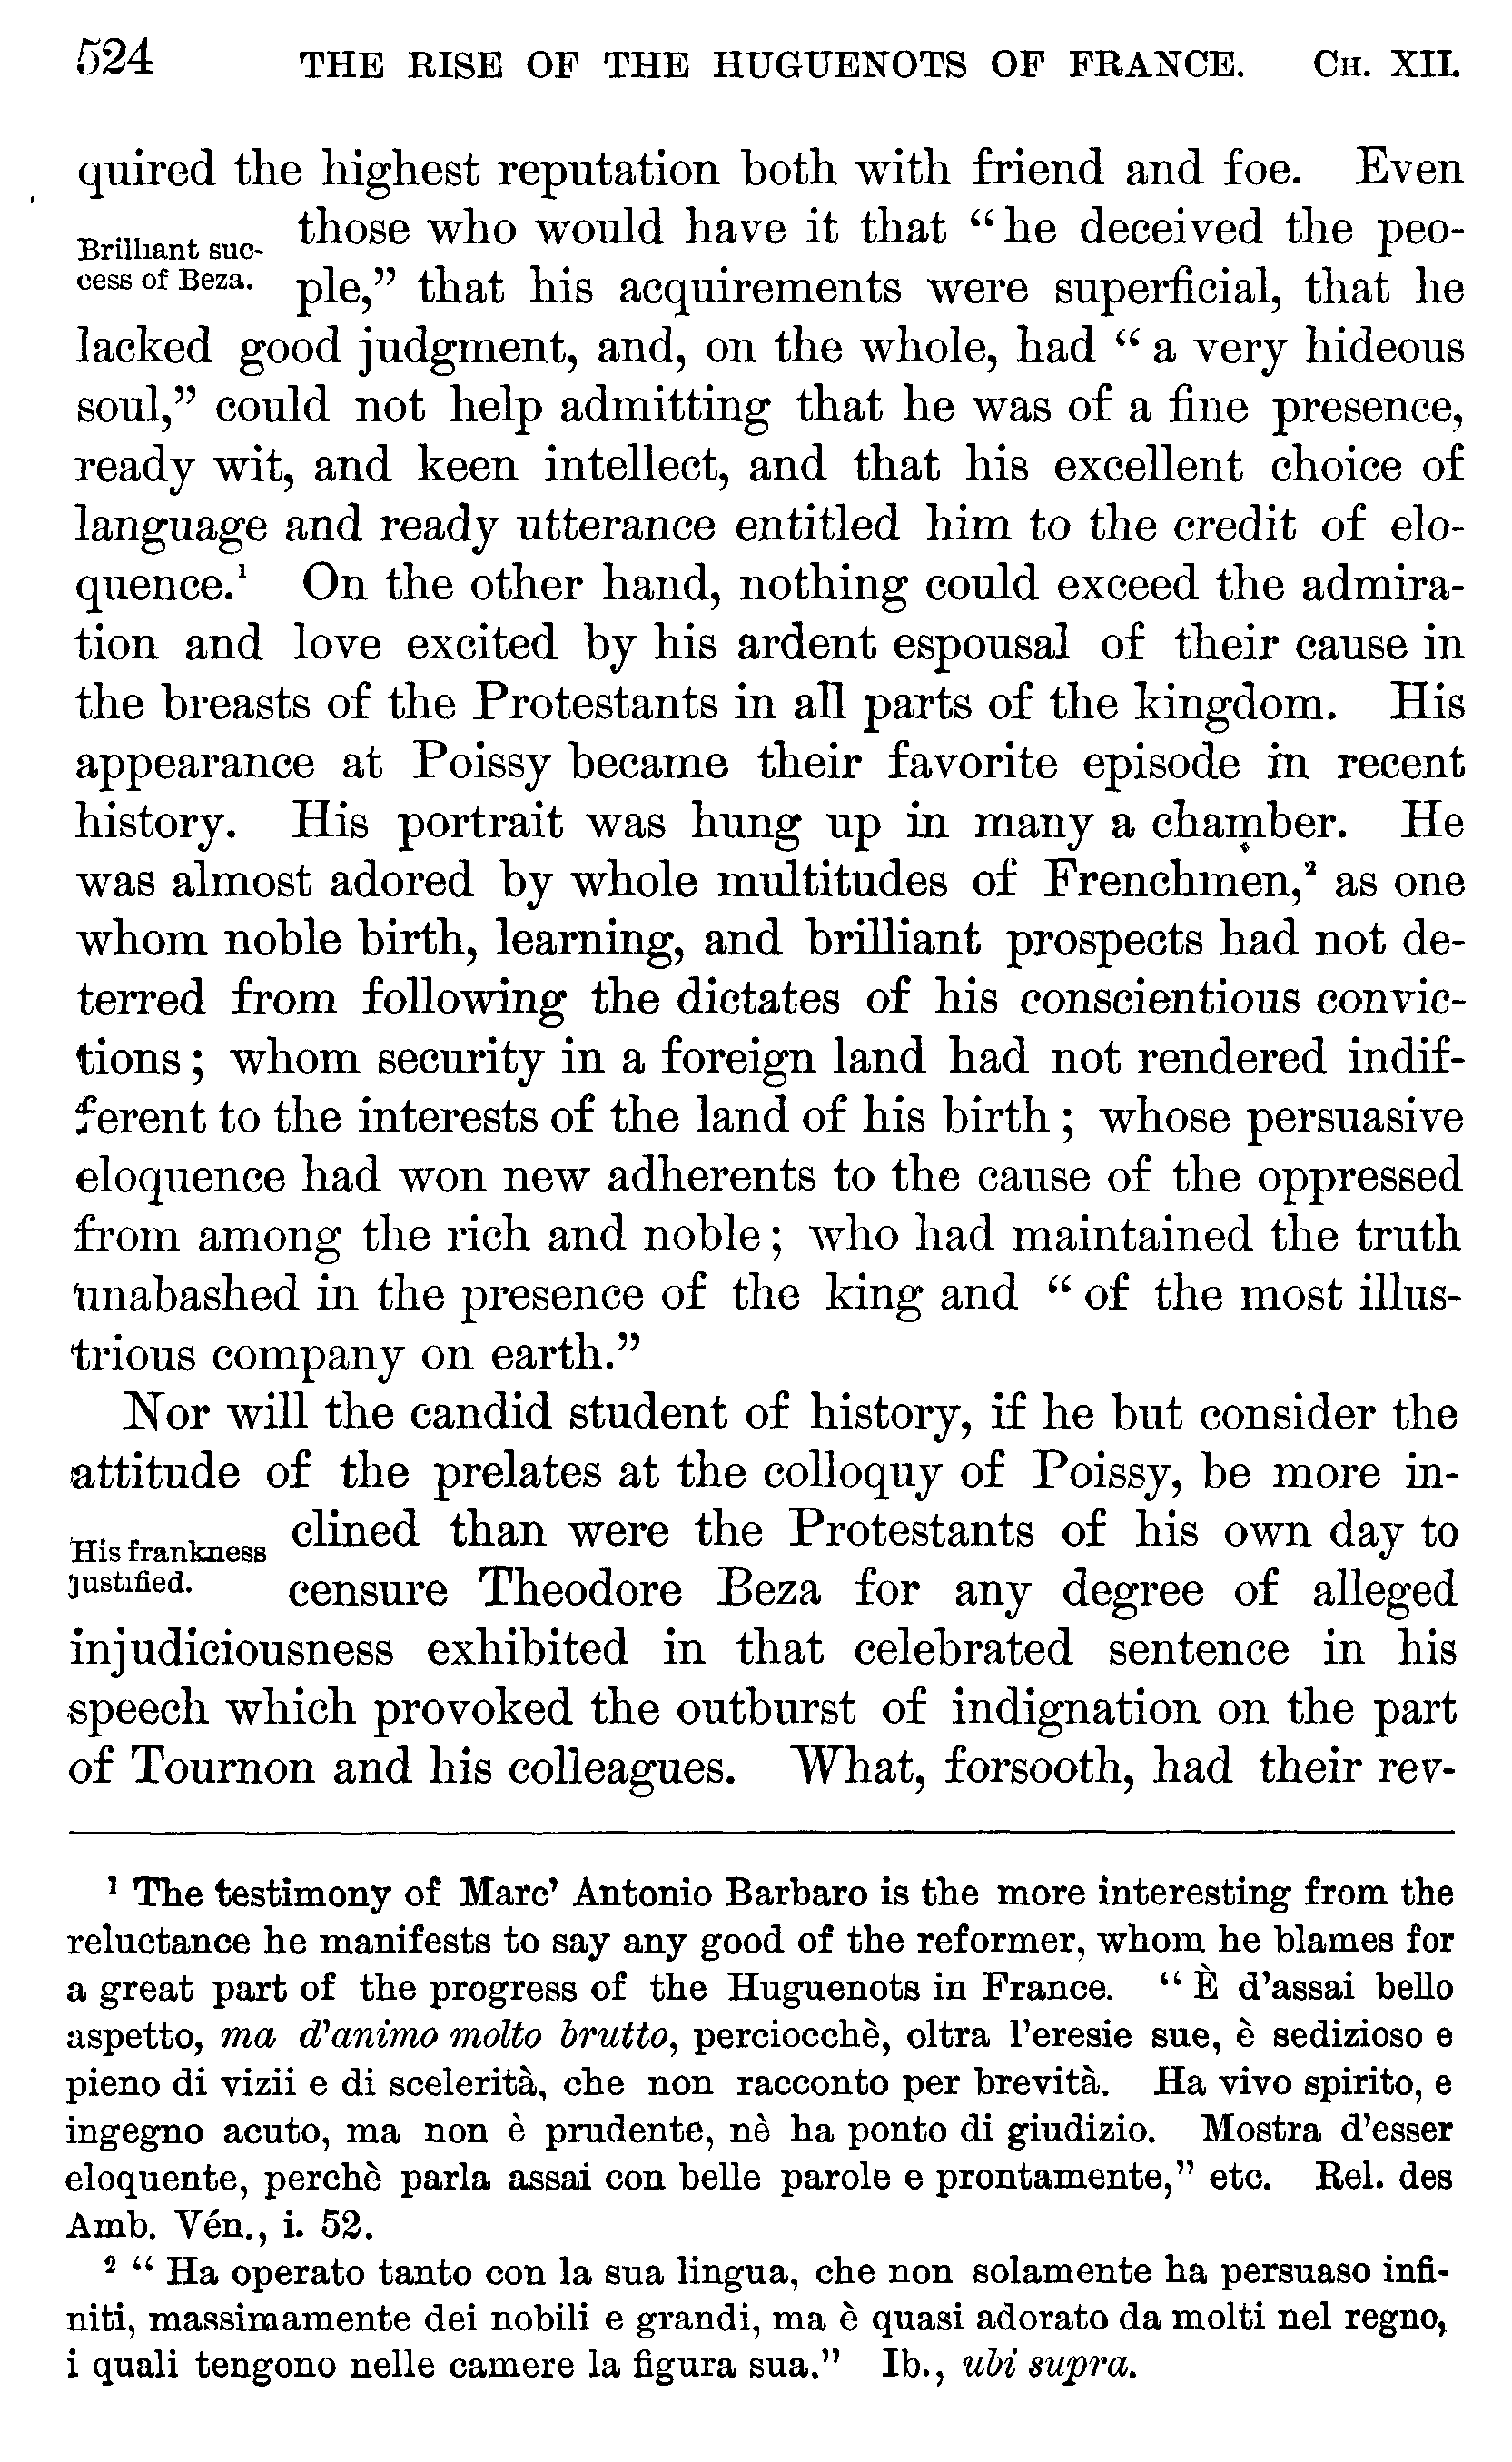 524 THE RISE OF THE HUGUENOTS OF FRANCE. CH. XII.
quired the highest reputation both with friend and foe. Even
Brilliant suc-
cess of Beza.
those who would have it that “he deceived the peo-
ple,” that his acquirements were superficial, that he
lacked good judgment, and, on the whole, had “a very hideous
soul,” could not help admitting that he was of a fine presence,
ready wit, and keen intellect, and that his excellent choice of
language and ready utterance entitled him to the credit of elo-
quence.¹ On the other hand, nothing could exceed the admira-
tion and love excited by his ardent espousal of their cause in
the breasts of the Protestants in all parts of the kingdom. His
appearance at Poissy became their favorite episode in recent
history. His portrait was hung up in many a chamber. He
was almost adored by whole multitudes of Frenchmen,² as one
whom noble birth, learning, and brilliant prospects had not de-
terred from following the dictates of his conscientious convic-
tions; whom security in a foreign land had not rendered indif-
ferent to the interests of the land of his birth; whose persuasive
eloquence had won new adherents to the cause of the oppressed
from among the rich and noble; who had maintained the truth
unabashed in the presence of the king and “of the most illus-
trious company on earth.”
Nor will the candid student of history, if he but consider the
attitude of the prelates at the colloquy of Poissy, be more in-
His frankness
justified.
clined than were the Protestants of his own day to
censure Theodore Beza for any degree of alleged
injudiciousness exhibited in that celebrated sentence in his
speech which provoked the outburst of indignation on the part
of Tournon and his colleagues. What, forsooth, had their rev-
¹ The testimony of Marc’ Antonio Barbaro is the more interesting from the
reluctance he manifests to say any good of the reformer, whom he blames for
a great part of the progress of the Huguenots in France. “È d’assai bello
aspetto, ma d’animo molto brutto, perciocchè, oltra l’eresie sue, è sedizioso e
pieno di vizii e di scelerità, che non racconto per brevità. Ha vivo spirito, e
ingegno acuto, ma non è prudente, nè ha ponto di giudizio. Mostra d’esser
eloquente, perchè parla assai con belle parole e prontamente,” etc. Rel. des
Amb. Vén., i. 52.
² “Ha operato tanto con la sua lingua, che non solamente ha persuaso infi-
niti, massimamente dei nobili e grandi, ma è quasi adorato da molti nel regno,
i quali tengono nelle camere la figura sua.” Ib., ubi supra.